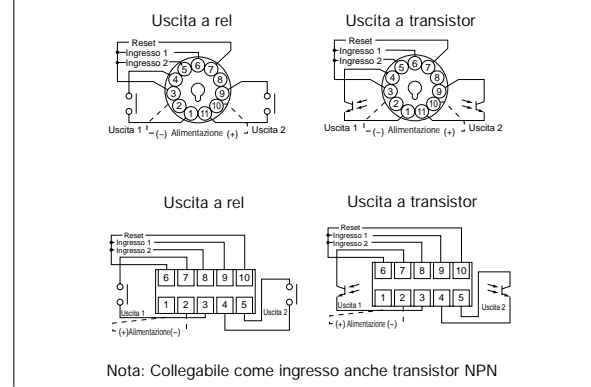 Uscita a rel
Uscita a transistor
Reset
Ingresso 1
Ingresso 2
5 6 7
4 8
3 9
2 10
1 11
Uscita 1
(–) Alimentazione (+)
Uscita 2
Reset
Ingresso 1
Ingresso 2
5 6 7
4 8
3 9
2 10
1 11
Uscita 1
(–) Alimentazione (+)
Uscita 2
Uscita a rel
Uscita a transistor
Reset
Ingresso 1
Ingresso 2
6 7 8 9 10
1 2 3 4 5
Uscita 1
Uscita 2
(+)Alimentazione(–)
Reset
Ingresso 1
Ingresso 2
6 7 8 9 10
1 2 3 4 5
Uscita 1
Uscita 2
(+) Alimentazione (–)
Nota: Collegabile come ingresso anche transistor NPN